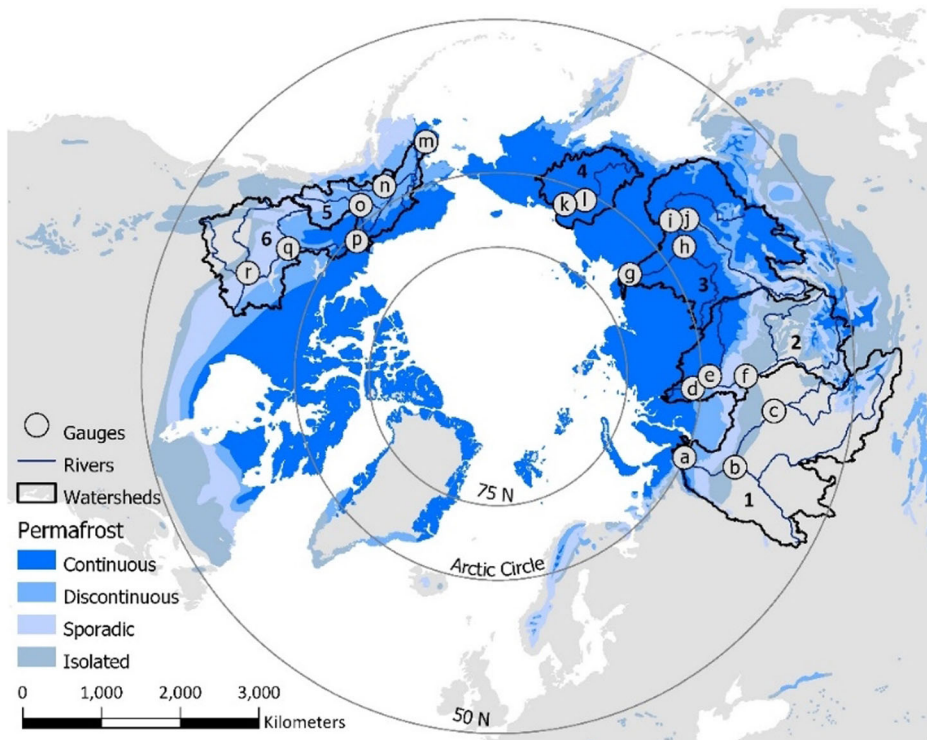 m
4
n
l
o
k
5
i
j
6
p
h
q
r
g
3
2
e
f
d
c
a
b
1
75 N
Arctic Circle
50 N
Gauges
Rivers
Watersheds
Permafrost
Continuous
Discontinuous
Sporadic
Isolated
0 1,000 2,000 3,000
Kilometers